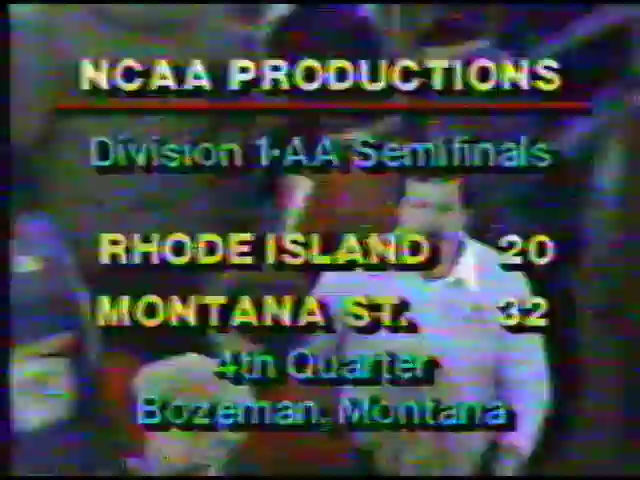 NCAA PRODUCTIONS
Division 1-AA Semifinals
RHODE ISLAND 20
MONTANA ST. 32
4th Quarter
Bozeman, Montana